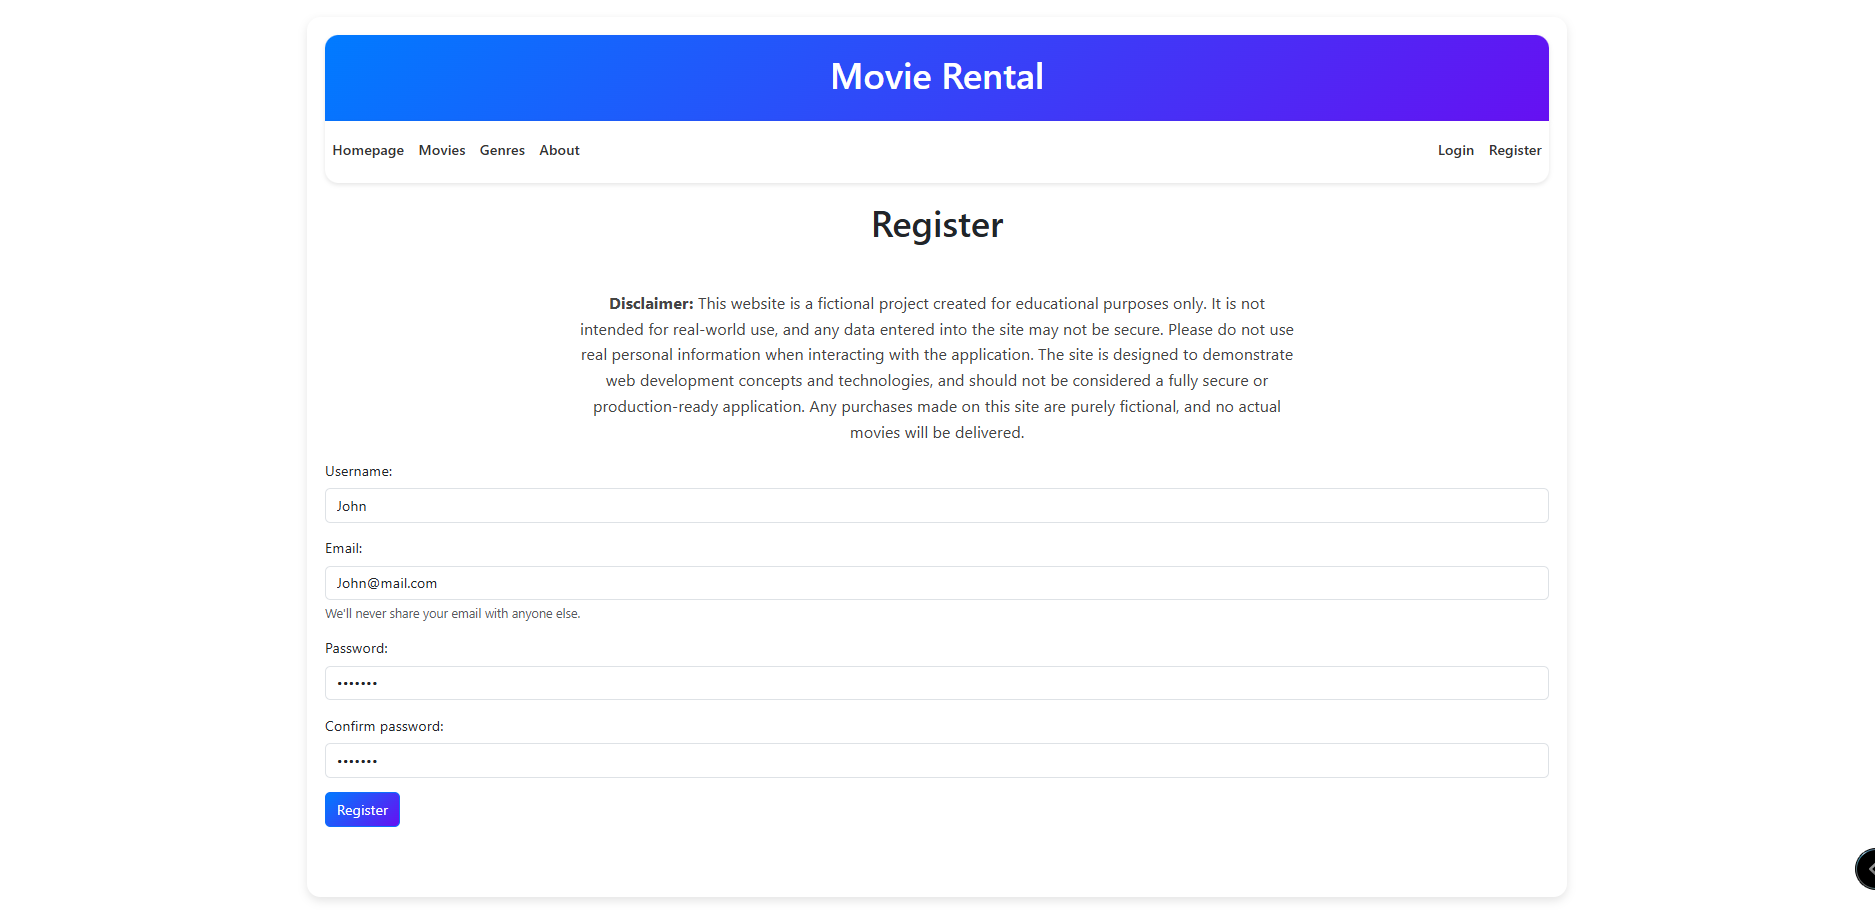 Movie Rental
Homepage Movies Genres About Login Register
Register
Disclaimer: This website is a fictional project created for educational purposes only. It is not
intended for real-world use, and any data entered into the site may not be secure. Please do not use
real personal information when interacting with the application. The site is designed to demonstrate
web development concepts and technologies, and should not be considered a fully secure or
production-ready application. Any purchases made on this site are purely fictional, and no actual
movies will be delivered.
Username:
John
Email:
John@mail.com
We'll never share your email with anyone else.
Password:
•••••••
Confirm password:
•••••••
Register